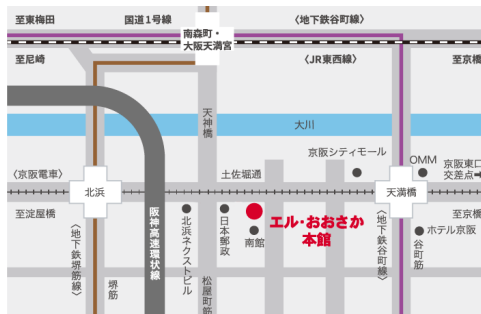 至東梅田
国道1号線
〈地下鉄谷町線〉
南森町・
大阪天満宮
至尼崎
〈JR東西線〉
至京橋
天神橋
大川
京阪シティモール
OMM
京阪東口
交差点
〈京阪電車〉
土佐堀通
北浜
天満橋
至淀屋橋
至京橋
〈地下鉄堺筋線〉
堺筋
阪神高速環状線
北浜ネクストビル
松屋町筋
日本郵政
南館
エル・おおさか
本館
〈地下鉄谷町線〉
谷町筋
ホテル京阪